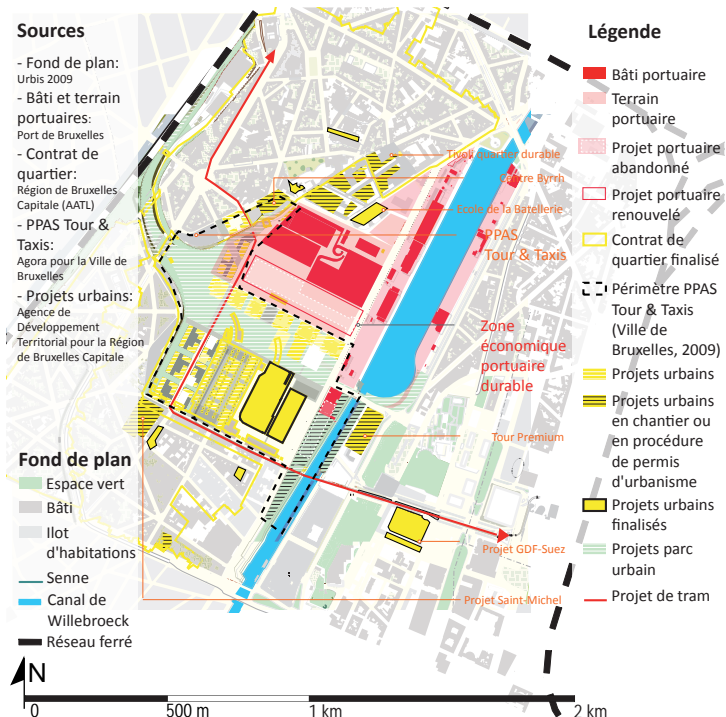 Sources
- Fond de plan:
Urbis 2009
- Bâti et terrain
portuaires:
Port de Bruxelles
- Contrat de
quartier:
Région de Bruxelles
Capitale (AATL)
- PPAS Tour &
Taxis:
Agora pour la Ville de
Bruxelles
- Projets urbains:
Agence de
Développement
Territorial pour la Région
de Bruxelles Capitale
Fond de plan
Espace vert
Bâti
Ilot
d'habitations
Senne
Canal de
Willebroeck
Réseau ferré
Tivoli quartier durable
Centre Byrrh
Ecole de la Batellerie
PPAS
Tour & Taxis
Zone
économique
portuaire
durable
Tour Premium
Projet GDF-Suez
Projet Saint-Michel
Légende
Bâti portuaire
Terrain
portuaire
Projet portuaire
abandonné
Projet portuaire
renouvelé
Contrat de
quartier finalisé
Périmètre PPAS
Tour & Taxis
(Ville de
Bruxelles, 2009)
Projets urbains
Projets urbains
en chantier ou
en procédure
de permis
d'urbanisme
Projets urbains
finalisés
Projets parc
urbain
Projet de tram
N
0 500 m 1 km 2 km